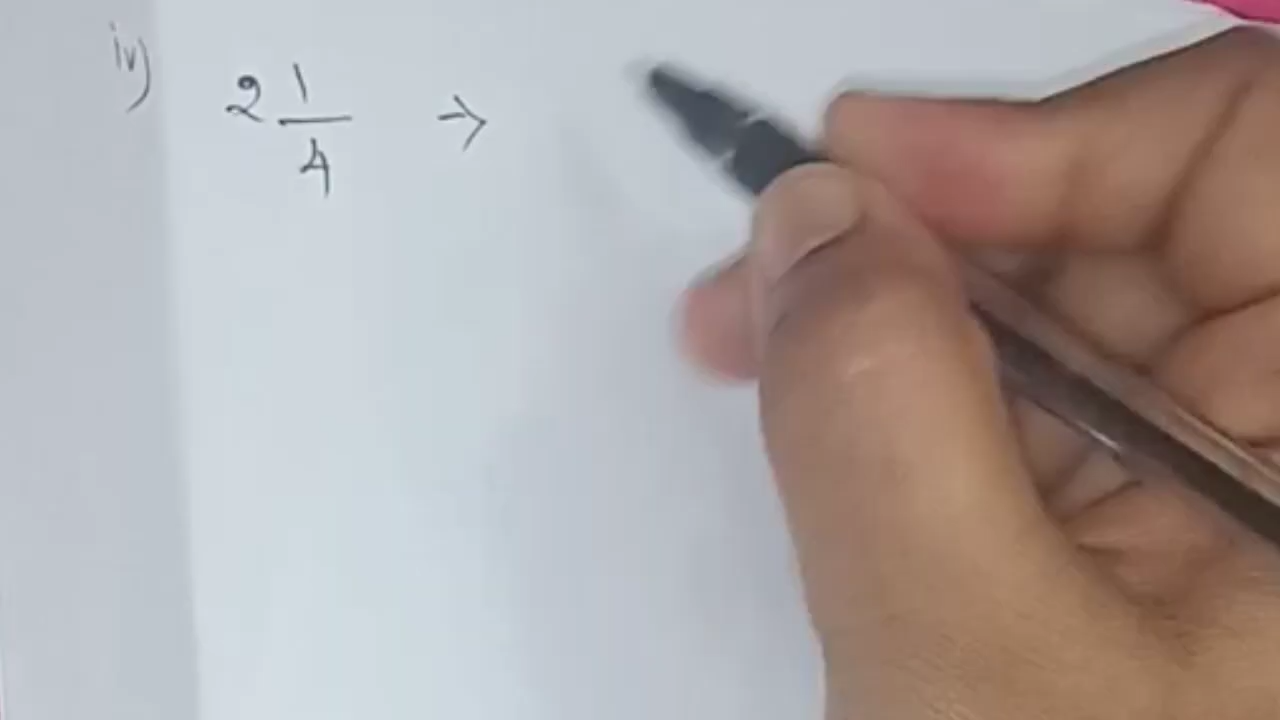 iv) 2 1/4 →